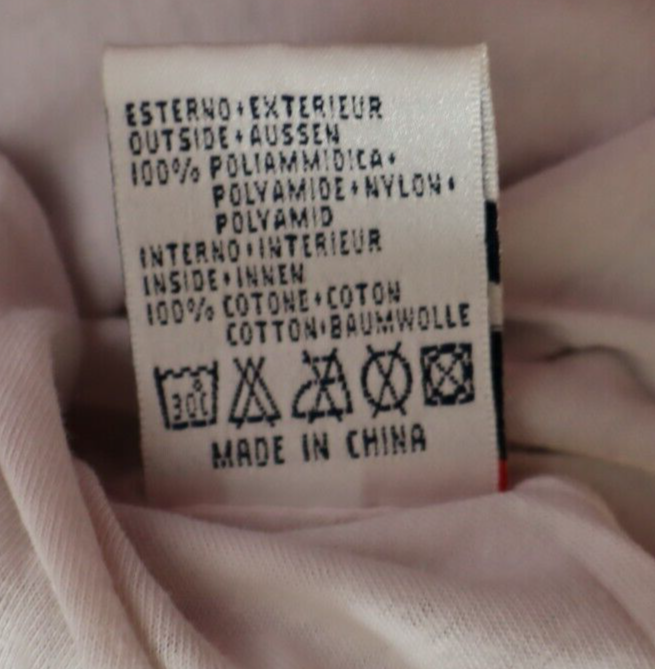 ESTERNO•EXTERIEUR
OUTSIDE•AUSSEN
100% POLIAMMIDICA•
POLYAMIDE•NYLON•
POLYAMID
INTERNO•INTERIEUR
INSIDE•INNEN
100% COTONE•COTON
COTTON•BAUMWOLLE
30C
MADE IN CHINA